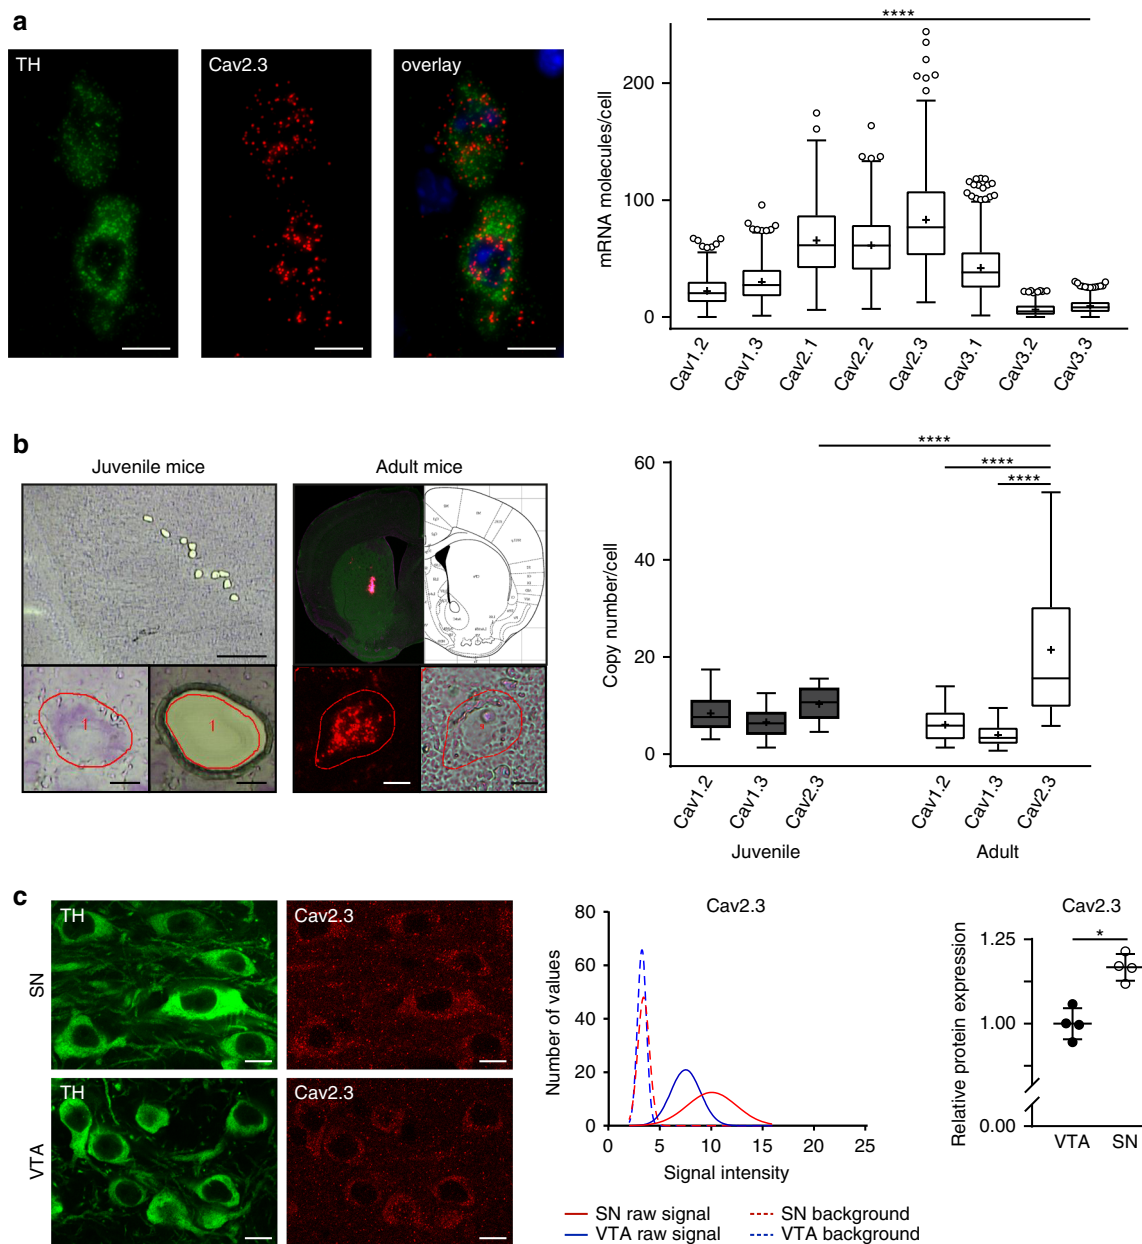 a
TH
Cav2.3
overlay
****
mRNA molecules/cell
200
100
0
Cav1.2
Cav1.3
Cav2.1
Cav2.2
Cav2.3
Cav3.1
Cav3.2
Cav3.3
b
Juvenile mice
Adult mice
1
1
****
****
****
Copy number/cell
60
40
20
0
Cav1.2
Cav1.3
Cav2.3
Cav1.2
Cav1.3
Cav2.3
Juvenile
Adult
c
TH
Cav2.3
SN
TH
Cav2.3
VTA
Cav2.3
Number of values
80
60
40
20
0
0
5
10
15
20
25
Signal intensity
SN raw signal
SN background
VTA raw signal
VTA background
Cav2.3
*
Relative protein expression
1.25
1.00
0.00
VTA
SN